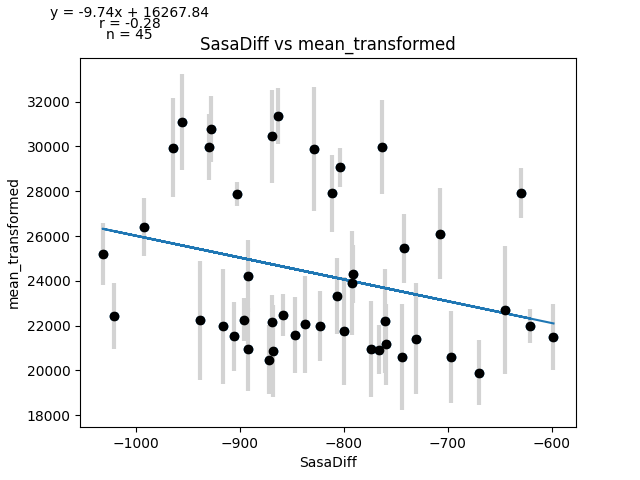 y = -9.74x + 16267.84
r = -0.28
n = 45
SasaDiff vs mean_transformed
mean_transformed
32000
30000
28000
26000
24000
22000
20000
18000
−1000
−900
−800
−700
−600
SasaDiff